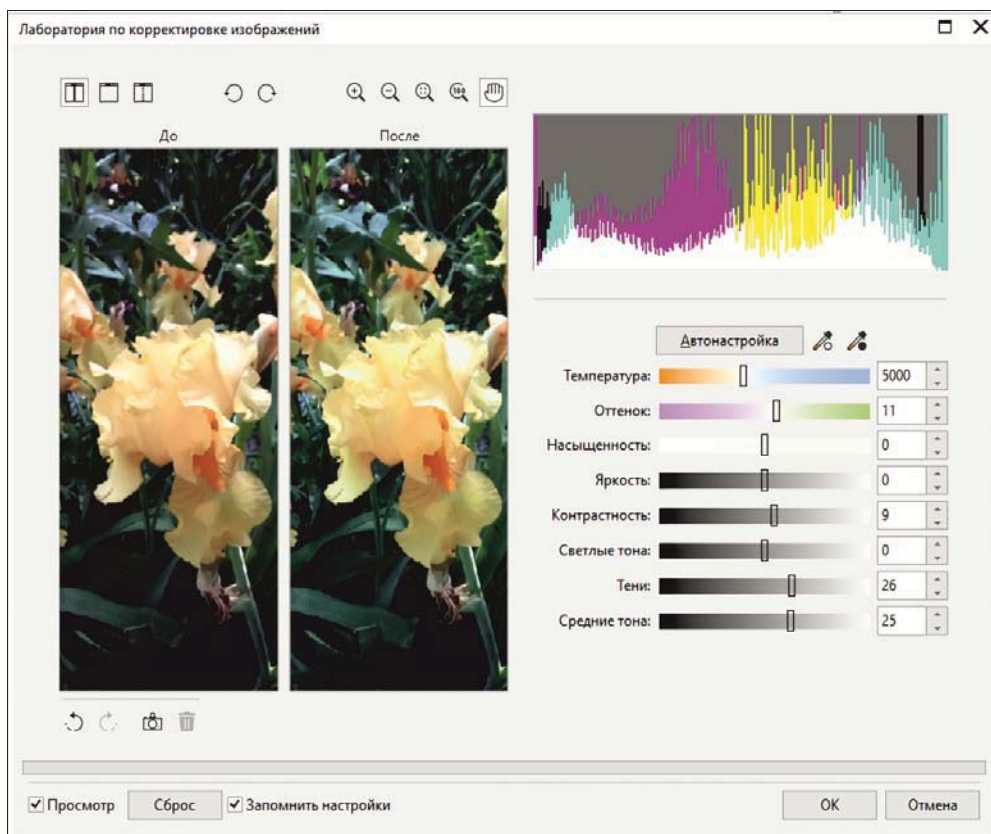 Лаборатория по корректировке изображений
100
До
После
Автонастройка
Температура: 5000
Оттенок: 11
Насыщенность: 0
Яркость: 0
Контрастность: 9
Светлые тона: 0
Тени: 26
Средние тона: 25
Просмотр Сброс Запомнить настройки OK Отмена